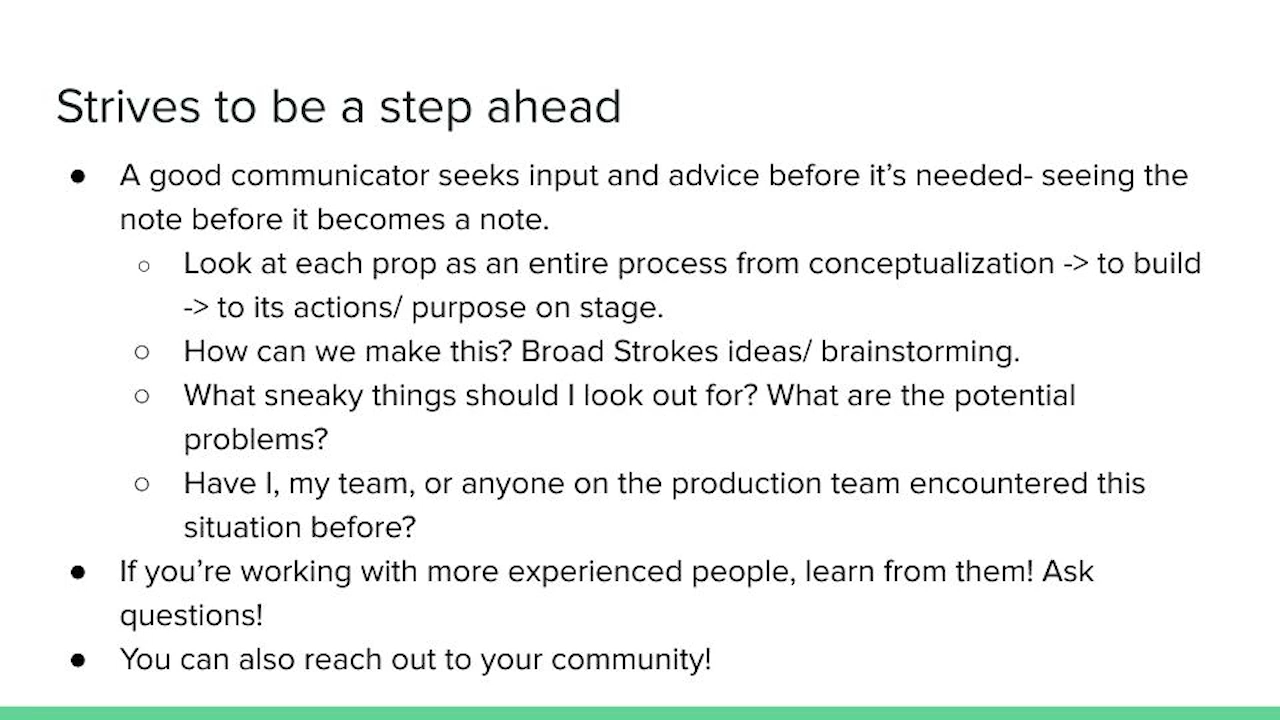 Strives to be a step ahead
● A good communicator seeks input and advice before it's needed- seeing the
note before it becomes a note.
○ Look at each prop as an entire process from conceptualization -> to build
-> to its actions/ purpose on stage.
○ How can we make this? Broad Strokes ideas/ brainstorming.
○ What sneaky things should I look out for? What are the potential
problems?
○ Have I, my team, or anyone on the production team encountered this
situation before?
● If you're working with more experienced people, learn from them! Ask
questions!
● You can also reach out to your community!